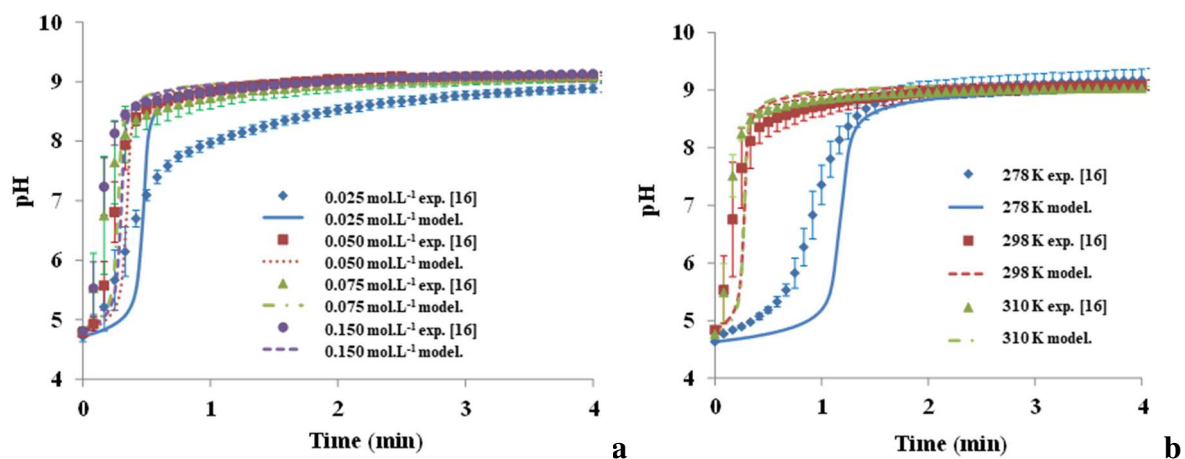 10
9
8
7
6
5
4
pH
0.025 mol.L⁻¹ exp. [16]
0.025 mol.L⁻¹ model.
0.050 mol.L⁻¹ exp. [16]
0.050 mol.L⁻¹ model.
0.075 mol.L⁻¹ exp. [16]
0.075 mol.L⁻¹ model.
0.150 mol.L⁻¹ exp. [16]
0.150 mol.L⁻¹ model.
0 1 2 3 4
Time (min)
a
10
9
8
7
6
5
4
pH
278 K exp. [16]
278 K model.
298 K exp. [16]
298 K model.
310 K exp. [16]
310 K model.
0 1 2 3 4
Time (min)
b